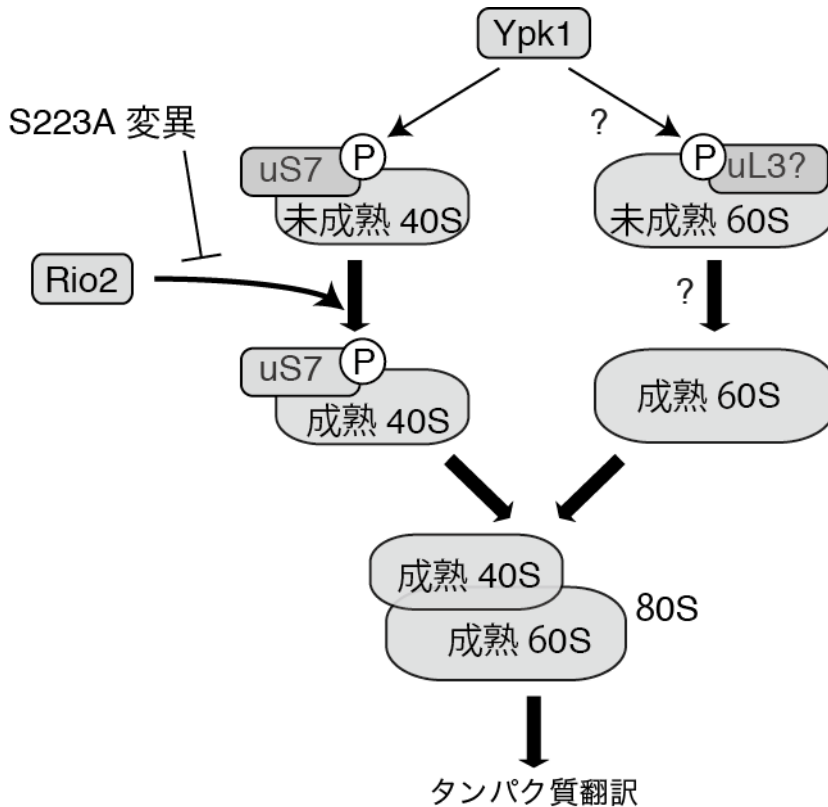 Ypk1
S223A 変異
?
P
uS7
未成熟 40S
P
uL3?
未成熟 60S
Rio2
?
P
uS7
成熟 40S
成熟 60S
成熟 40S
80S
成熟 60S
タンパク質翻訳